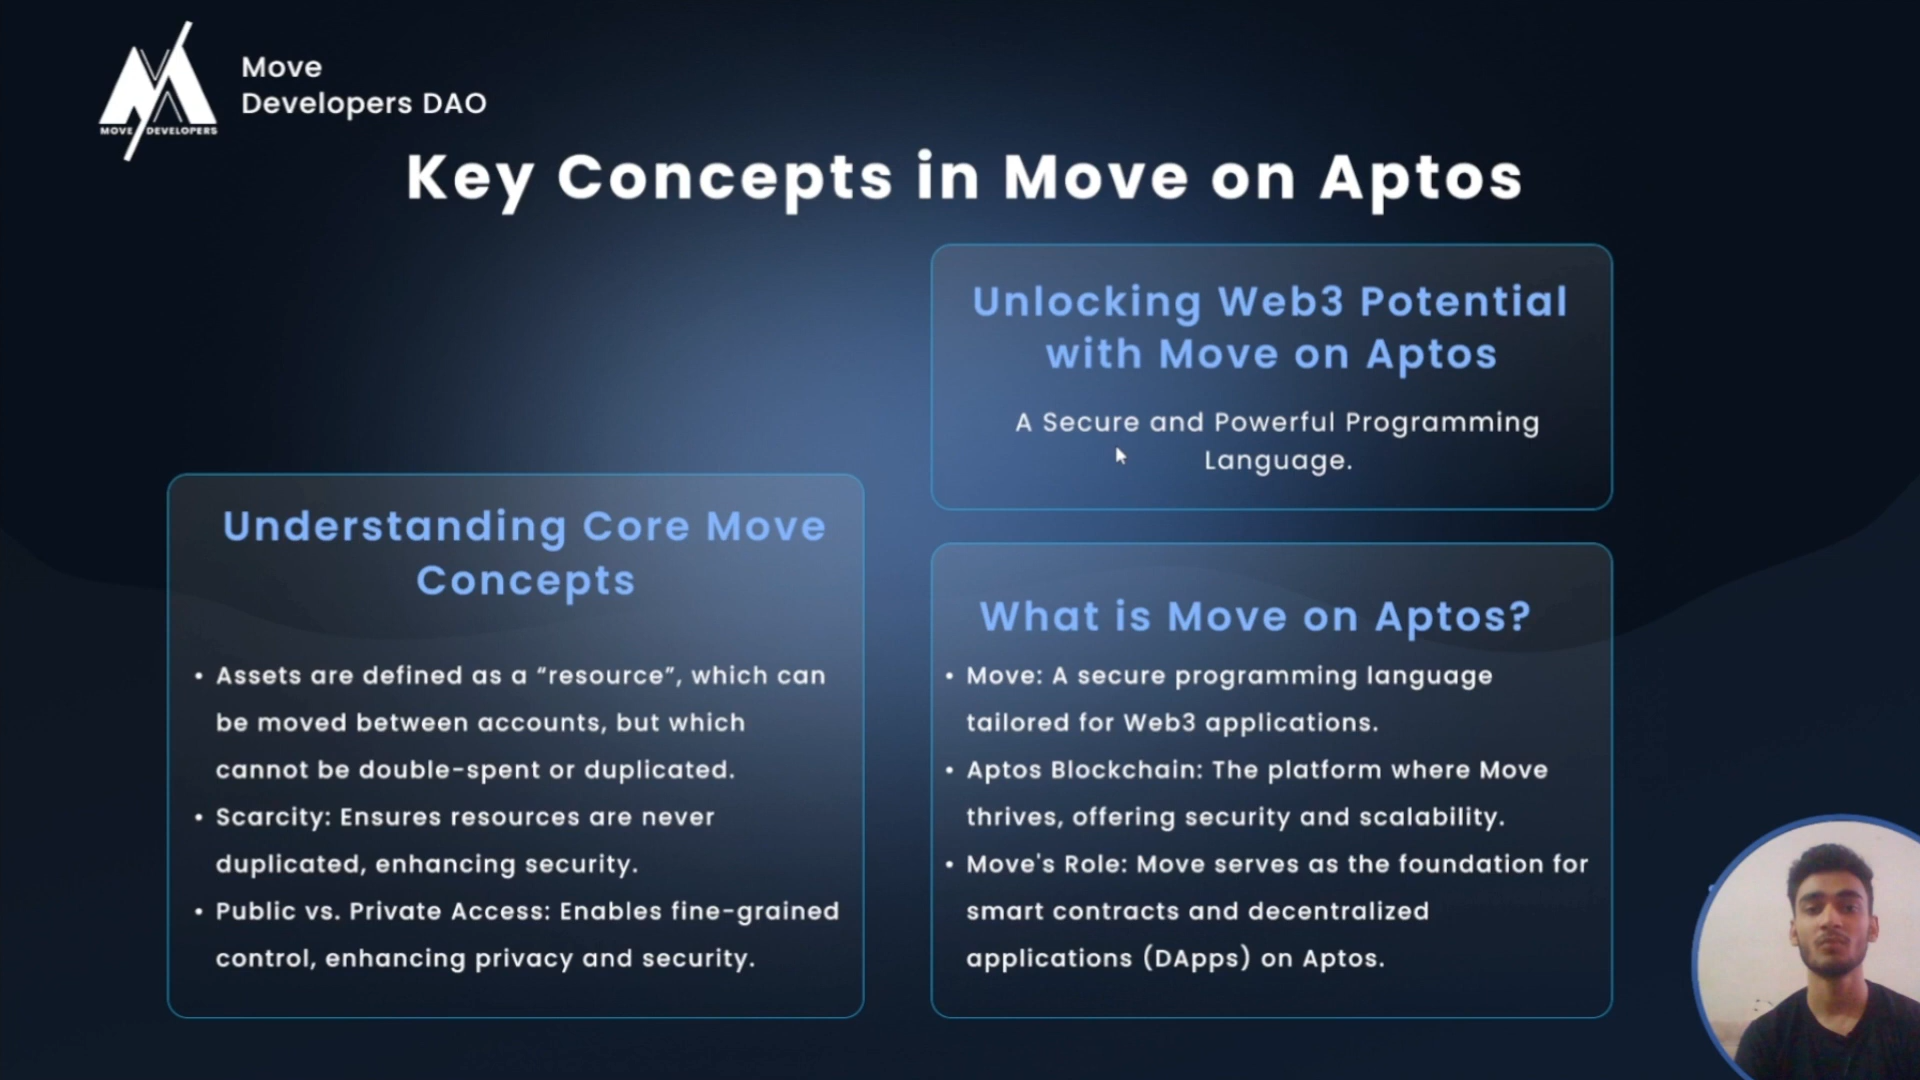 Move
Developers DAO
MOVE DEVELOPERS
Key Concepts in Move on Aptos
Unlocking Web3 Potential
with Move on Aptos
A Secure and Powerful Programming
Language.
Understanding Core Move
Concepts
• Assets are defined as a “resource”, which can
be moved between accounts, but which
cannot be double-spent or duplicated.
• Scarcity: Ensures resources are never
duplicated, enhancing security.
• Public vs. Private Access: Enables fine-grained
control, enhancing privacy and security.
What is Move on Aptos?
• Move: A secure programming language
tailored for Web3 applications.
• Aptos Blockchain: The platform where Move
thrives, offering security and scalability.
• Move's Role: Move serves as the foundation for
smart contracts and decentralized
applications (DApps) on Aptos.